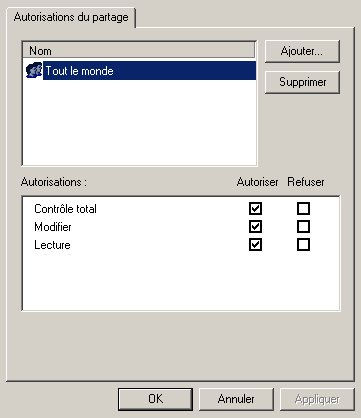 Autorisations du partage
Nom
Ajouter...
Tout le monde
Supprimer
Autorisations : Autoriser Refuser
Contrôle total
Modifier
Lecture
OK Annuler Appliquer